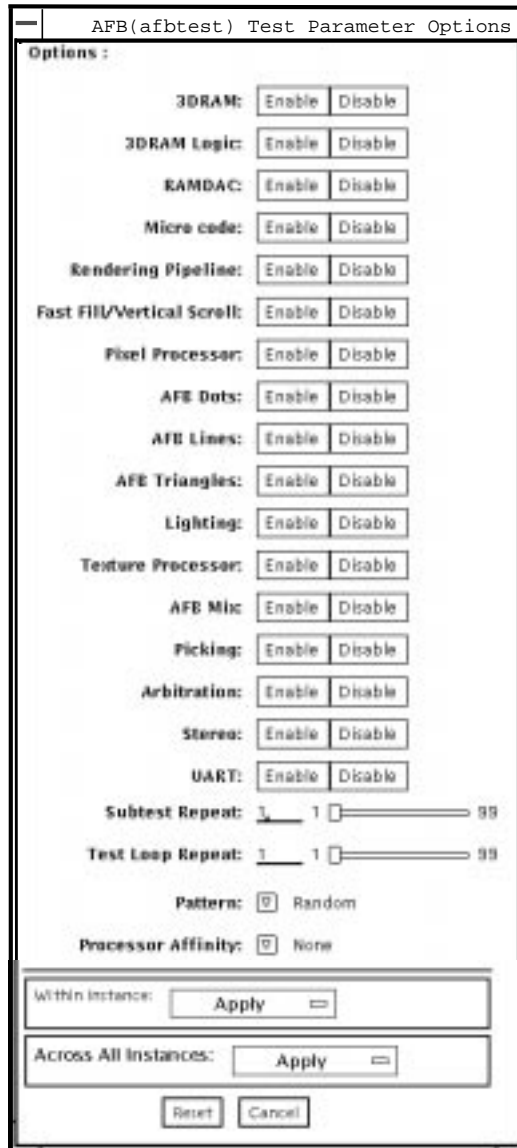 AFB(afbtest) Test Parameter Options
Options :
3DRAM: Enable Disable
3DRAM Logic: Enable Disable
RAMDAC: Enable Disable
Micro code: Enable Disable
Rendering Pipeline: Enable Disable
Fast Fill/Vertical Scroll: Enable Disable
Pixel Processor: Enable Disable
AFB Dots: Enable Disable
AFB Lines: Enable Disable
AFB Triangles: Enable Disable
Lighting: Enable Disable
Texture Processor: Enable Disable
AFB Mix: Enable Disable
Picking: Enable Disable
Arbitration: Enable Disable
Stereo: Enable Disable
UART: Enable Disable
Subtest Repeat: 1 1 99
Test Loop Repeat: 1 1 99
Pattern: Random
Processor Affinity: None
Within Instance: Apply
Across All Instances: Apply
Reset Cancel